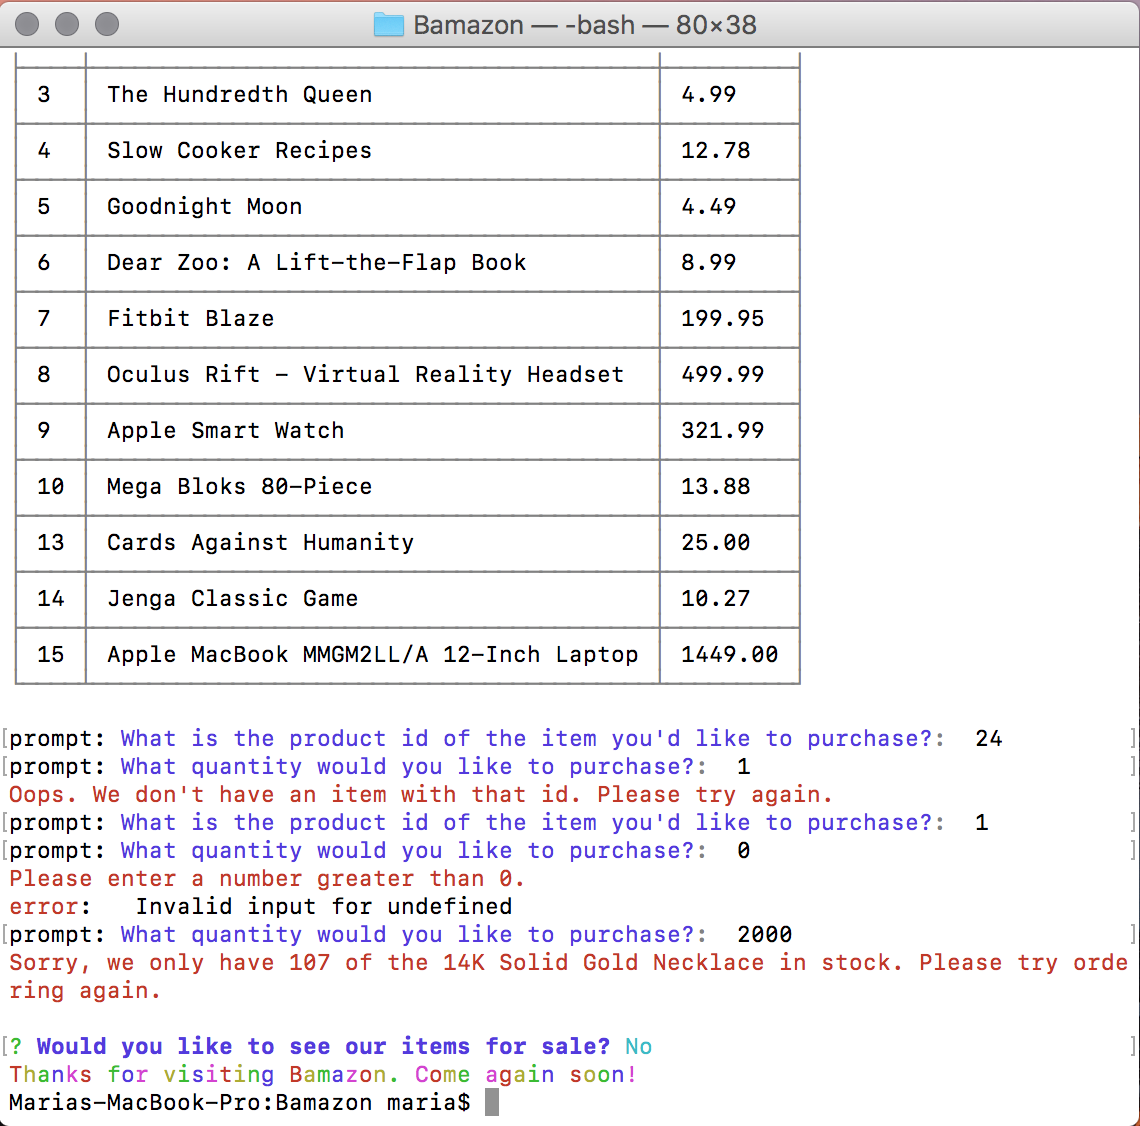 Bamazon — -bash — 80×38
3 The Hundredth Queen 4.99
4 Slow Cooker Recipes 12.78
5 Goodnight Moon 4.49
6 Dear Zoo: A Lift-the-Flap Book 8.99
7 Fitbit Blaze 199.95
8 Oculus Rift - Virtual Reality Headset 499.99
9 Apple Smart Watch 321.99
10 Mega Bloks 80-Piece 13.88
13 Cards Against Humanity 25.00
14 Jenga Classic Game 10.27
15 Apple MacBook MMGM2LL/A 12-Inch Laptop 1449.00
[prompt: What is the product id of the item you'd like to purchase?:  24 ]
[prompt: What quantity would you like to purchase?:  1 ]
Oops. We don't have an item with that id. Please try again.
[prompt: What is the product id of the item you'd like to purchase?:  1 ]
[prompt: What quantity would you like to purchase?:  0 ]
Please enter a number greater than 0.
error:   Invalid input for undefined
[prompt: What quantity would you like to purchase?:  2000 ]
Sorry, we only have 107 of the 14K Solid Gold Necklace in stock. Please try orde
ring again.
[? Would you like to see our items for sale? No ]
Thanks for visiting Bamazon. Come again soon!
Marias-MacBook-Pro:Bamazon maria$